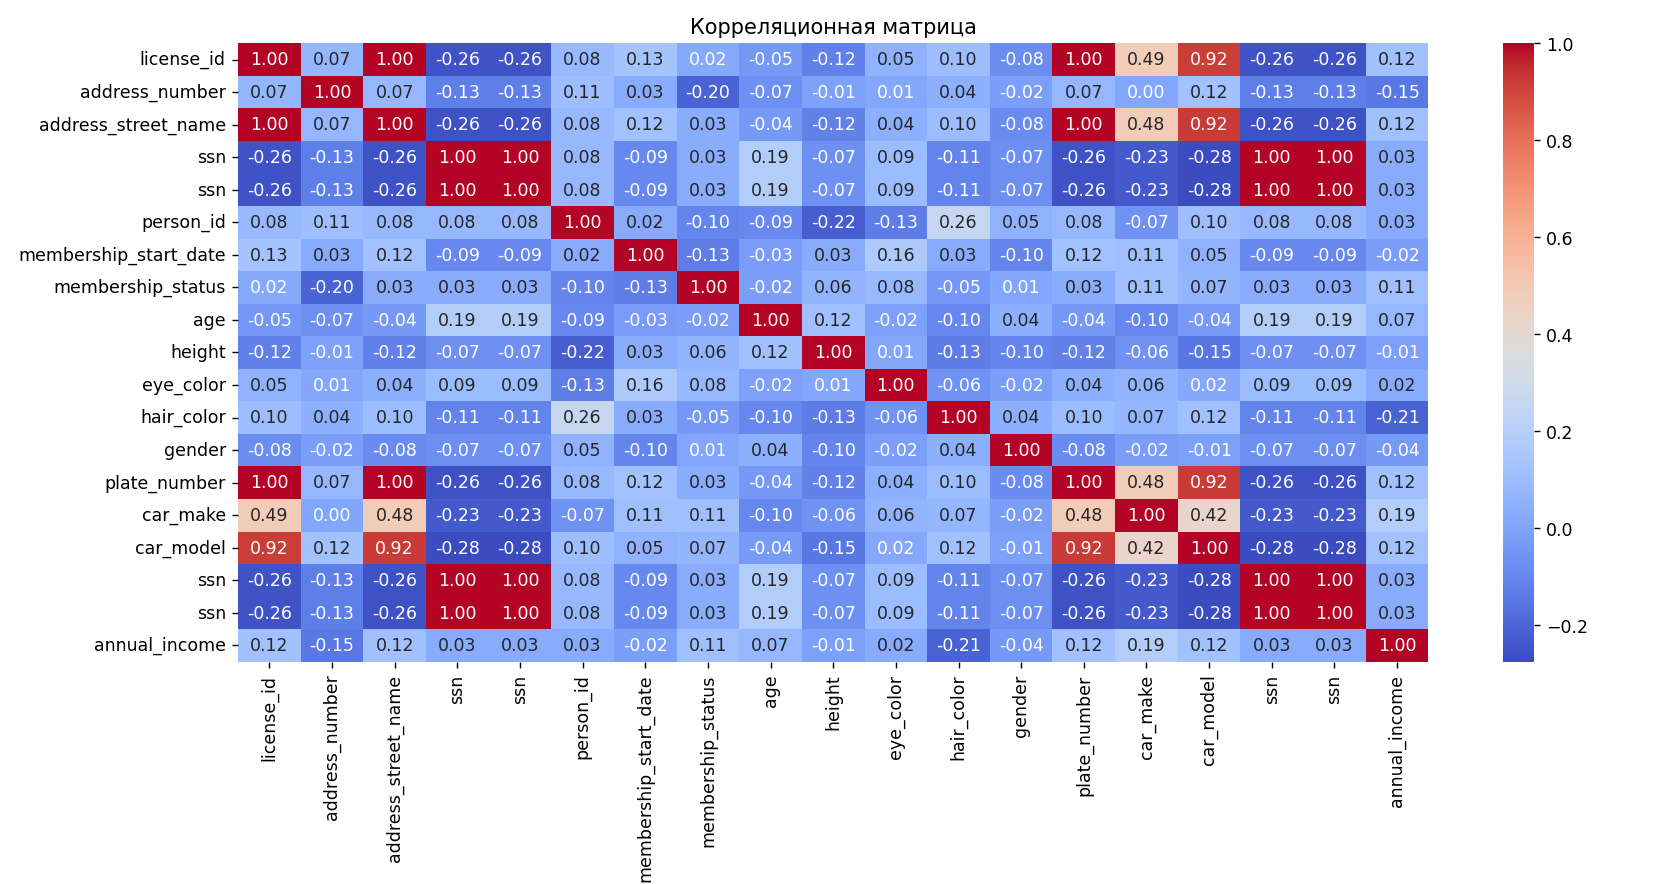 Корреляционная матрица
license_id 1.00 0.07 1.00 -0.26 -0.26 0.08 0.13 0.02 -0.05 -0.12 0.05 0.10 -0.08 1.00 0.49 0.92 -0.26 -0.26 0.12
address_number 0.07 1.00 0.07 -0.13 -0.13 0.11 0.03 -0.20 -0.07 -0.01 0.01 0.04 -0.02 0.07 0.00 0.12 -0.13 -0.13 -0.15
address_street_name 1.00 0.07 1.00 -0.26 -0.26 0.08 0.12 0.03 -0.04 -0.12 0.04 0.10 -0.08 1.00 0.48 0.92 -0.26 -0.26 0.12
ssn -0.26 -0.13 -0.26 1.00 1.00 0.08 -0.09 0.03 0.19 -0.07 0.09 -0.11 -0.07 -0.26 -0.23 -0.28 1.00 1.00 0.03
ssn -0.26 -0.13 -0.26 1.00 1.00 0.08 -0.09 0.03 0.19 -0.07 0.09 -0.11 -0.07 -0.26 -0.23 -0.28 1.00 1.00 0.03
person_id 0.08 0.11 0.08 0.08 0.08 1.00 0.02 -0.10 -0.09 -0.22 -0.13 0.26 0.05 0.08 -0.07 0.10 0.08 0.08 0.03
membership_start_date 0.13 0.03 0.12 -0.09 -0.09 0.02 1.00 -0.13 -0.03 0.03 0.16 0.03 -0.10 0.12 0.11 0.05 -0.09 -0.09 -0.02
membership_status 0.02 -0.20 0.03 0.03 0.03 -0.10 -0.13 1.00 -0.02 0.06 0.08 -0.05 0.01 0.03 0.11 0.07 0.03 0.03 0.11
age -0.05 -0.07 -0.04 0.19 0.19 -0.09 -0.03 -0.02 1.00 0.12 -0.02 -0.10 0.04 -0.04 -0.10 -0.04 0.19 0.19 0.07
height -0.12 -0.01 -0.12 -0.07 -0.07 -0.22 0.03 0.06 0.12 1.00 0.01 -0.13 -0.10 -0.12 -0.06 -0.15 -0.07 -0.07 -0.01
eye_color 0.05 0.01 0.04 0.09 0.09 -0.13 0.16 0.08 -0.02 0.01 1.00 -0.06 -0.02 0.04 0.06 0.02 0.09 0.09 0.02
hair_color 0.10 0.04 0.10 -0.11 -0.11 0.26 0.03 -0.05 -0.10 -0.13 -0.06 1.00 0.04 0.10 0.07 0.12 -0.11 -0.11 -0.21
gender -0.08 -0.02 -0.08 -0.07 -0.07 0.05 -0.10 0.01 0.04 -0.10 -0.02 0.04 1.00 -0.08 -0.02 -0.01 -0.07 -0.07 -0.04
plate_number 1.00 0.07 1.00 -0.26 -0.26 0.08 0.12 0.03 -0.04 -0.12 0.04 0.10 -0.08 1.00 0.48 0.92 -0.26 -0.26 0.12
car_make 0.49 0.00 0.48 -0.23 -0.23 -0.07 0.11 0.11 -0.10 -0.06 0.06 0.07 -0.02 0.48 1.00 0.42 -0.23 -0.23 0.19
car_model 0.92 0.12 0.92 -0.28 -0.28 0.10 0.05 0.07 -0.04 -0.15 0.02 0.12 -0.01 0.92 0.42 1.00 -0.28 -0.28 0.12
ssn -0.26 -0.13 -0.26 1.00 1.00 0.08 -0.09 0.03 0.19 -0.07 0.09 -0.11 -0.07 -0.26 -0.23 -0.28 1.00 1.00 0.03
ssn -0.26 -0.13 -0.26 1.00 1.00 0.08 -0.09 0.03 0.19 -0.07 0.09 -0.11 -0.07 -0.26 -0.23 -0.28 1.00 1.00 0.03
annual_income 0.12 -0.15 0.12 0.03 0.03 0.03 -0.02 0.11 0.07 -0.01 0.02 -0.21 -0.04 0.12 0.19 0.12 0.03 0.03 1.00
license_id
address_number
address_street_name
ssn
ssn
person_id
membership_start_date
membership_status
age
height
eye_color
hair_color
gender
plate_number
car_make
car_model
ssn
ssn
annual_income
1.0
0.8
0.6
0.4
0.2
0.0
−0.2